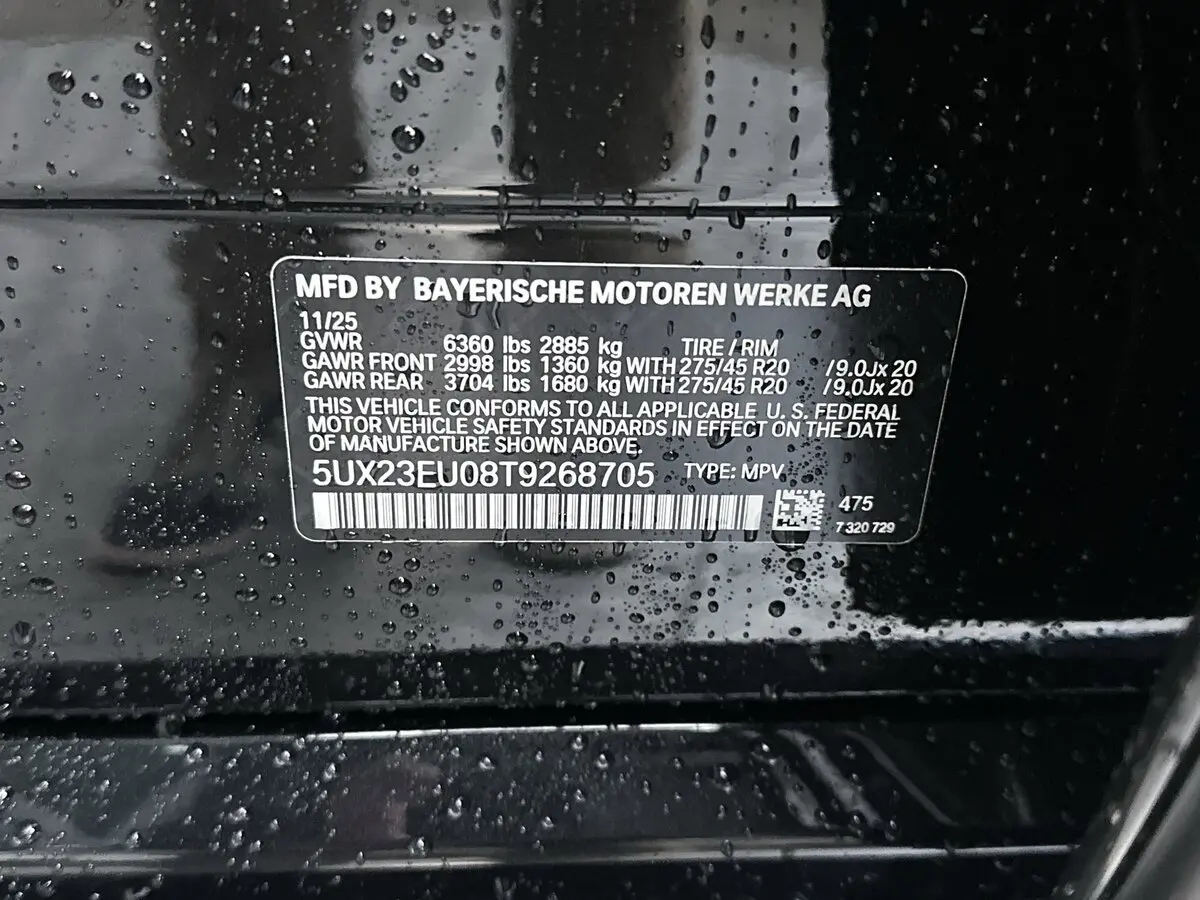 MFD BY BAYERISCHE MOTOREN WERKE AG
11/25
GVWR 6360 lbs 2885 kg TIRE / RIM
GAWR FRONT 2998 lbs 1360 kg WITH 275/45 R20 /9.0Jx 20
GAWR REAR 3704 lbs 1680 kg WITH 275/45 R20 /9.0Jx 20
THIS VEHICLE CONFORMS TO ALL APPLICABLE U. S. FEDERAL
MOTOR VEHICLE SAFETY STANDARDS IN EFFECT ON THE DATE
OF MANUFACTURE SHOWN ABOVE.
5UX23EU08T9268705 TYPE: MPV
475
7 320 729